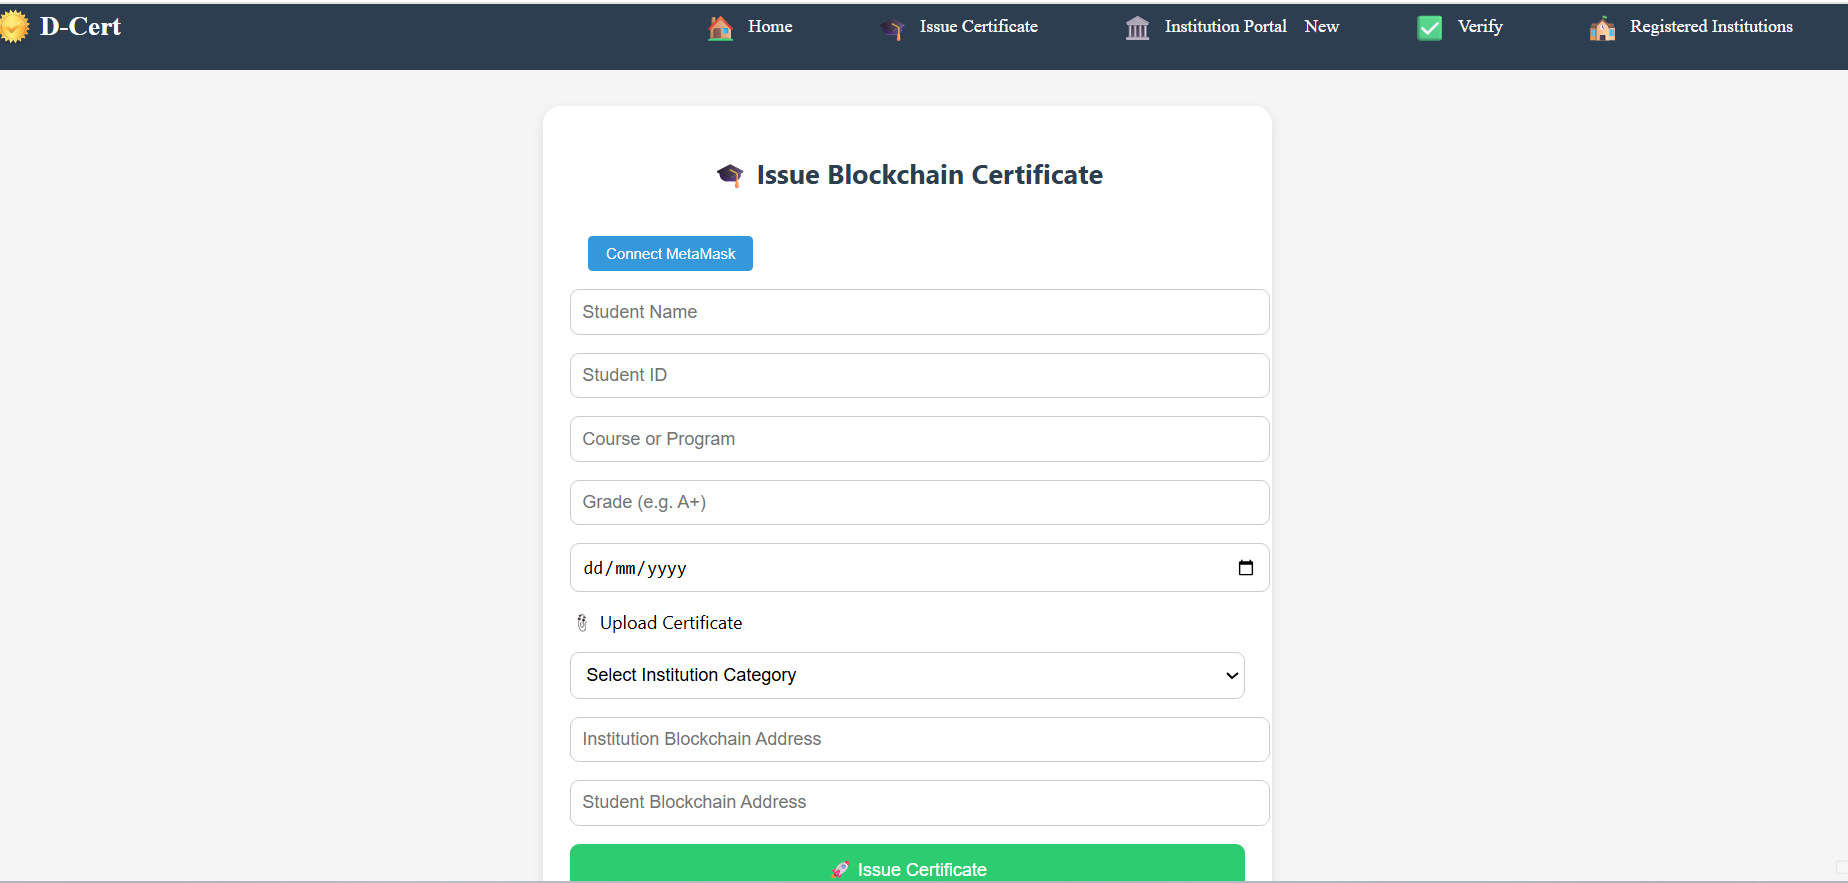 D-Cert
Home Issue Certificate Institution Portal New Verify Registered Institutions
Issue Blockchain Certificate
Connect MetaMask
Student Name
Student ID
Course or Program
Grade (e.g. A+)
dd/mm/yyyy
Upload Certificate
Select Institution Category
Institution Blockchain Address
Student Blockchain Address
Issue Certificate